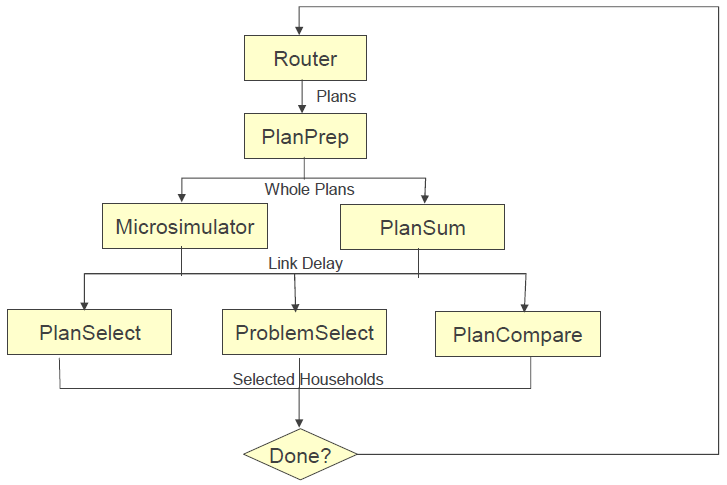 Router
Plans
PlanPrep
Whole Plans
Microsimulator
PlanSum
Link Delay
PlanSelect
ProblemSelect
PlanCompare
Selected Households
Done?